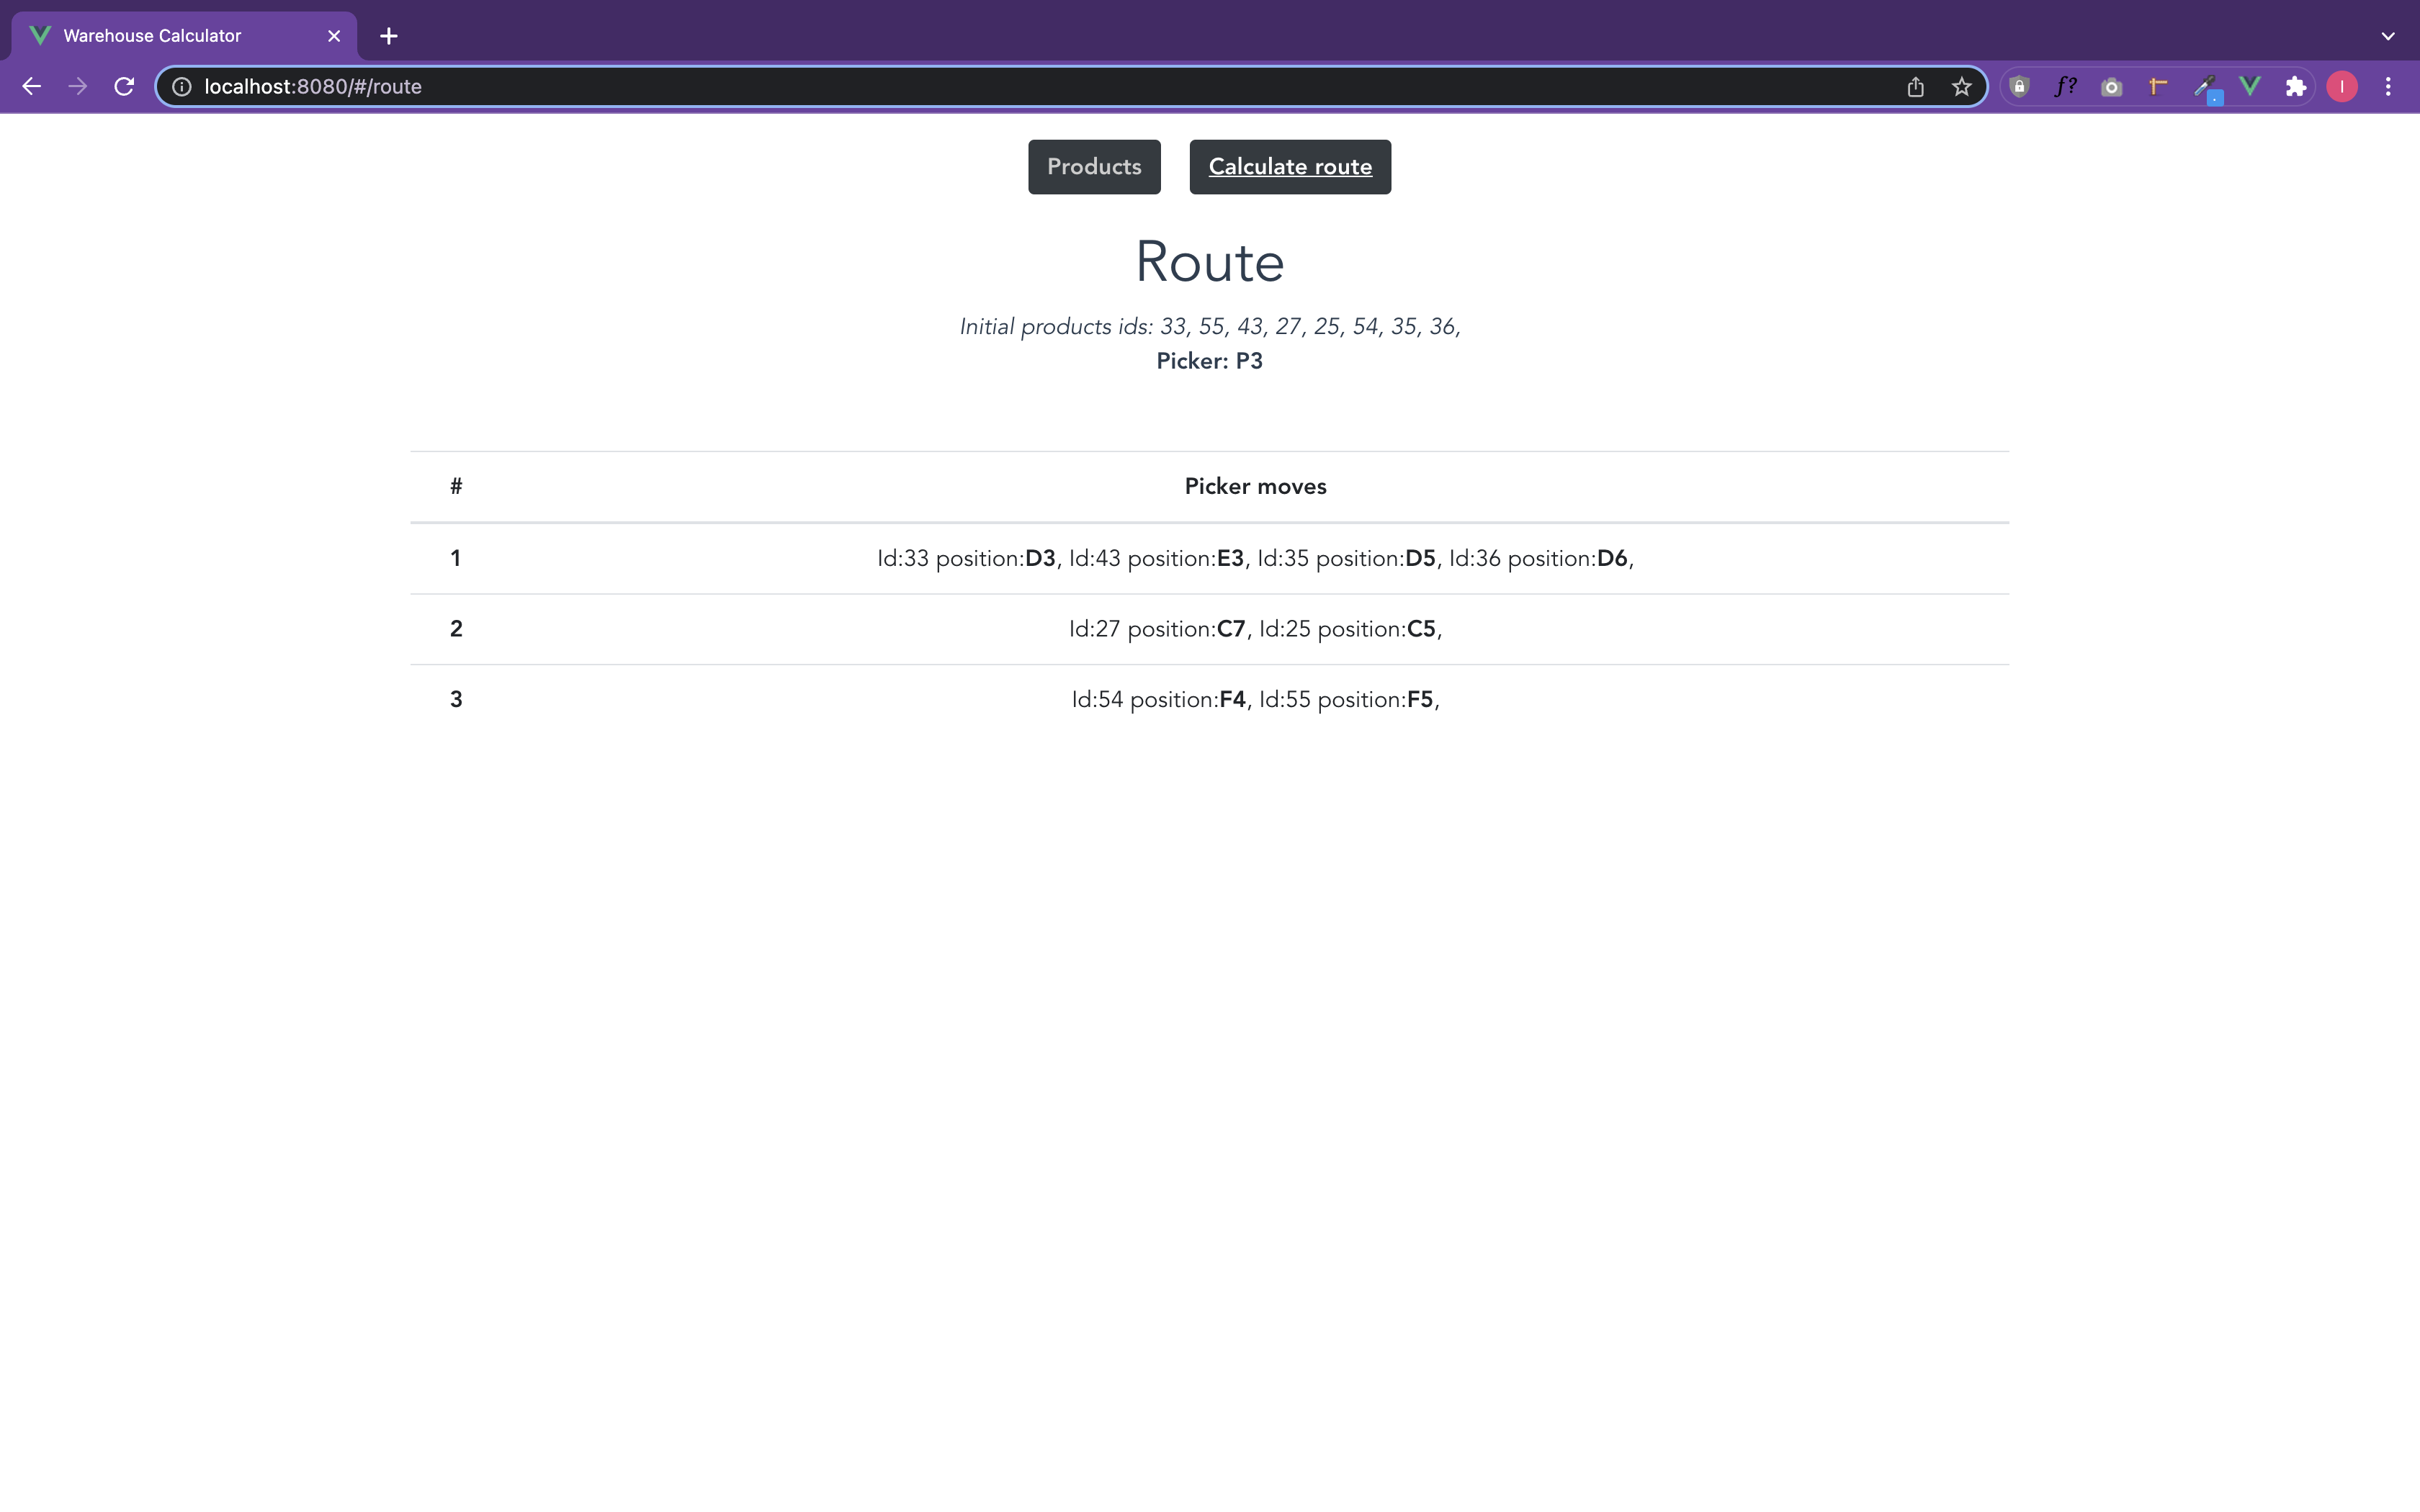 Warehouse Calculator
localhost:8080/#/route
f?
I
Products
Calculate route
Route
Initial products ids: 33, 55, 43, 27, 25, 54, 35, 36,
Picker: P3
# Picker moves
1 Id:33 position:D3, Id:43 position:E3, Id:35 position:D5, Id:36 position:D6,
2 Id:27 position:C7, Id:25 position:C5,
3 Id:54 position:F4, Id:55 position:F5,